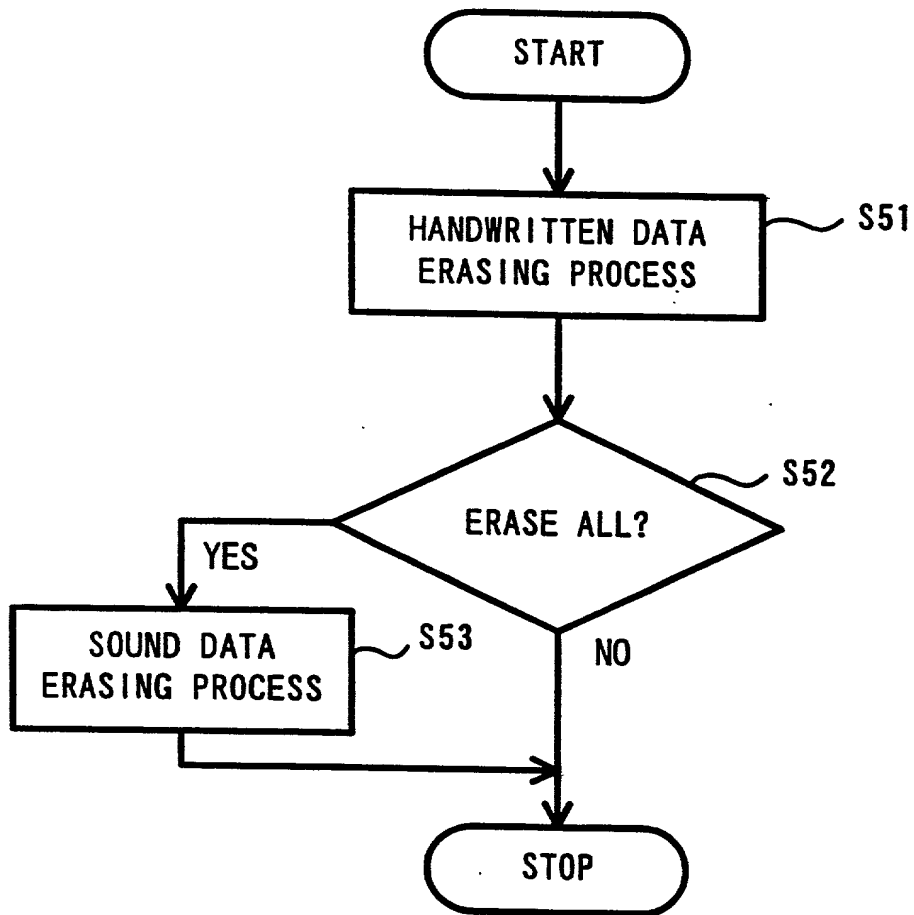 START
HANDWRITTEN DATA
ERASING PROCESS
S51
ERASE ALL?
S52
YES
NO
SOUND DATA
ERASING PROCESS
S53
STOP